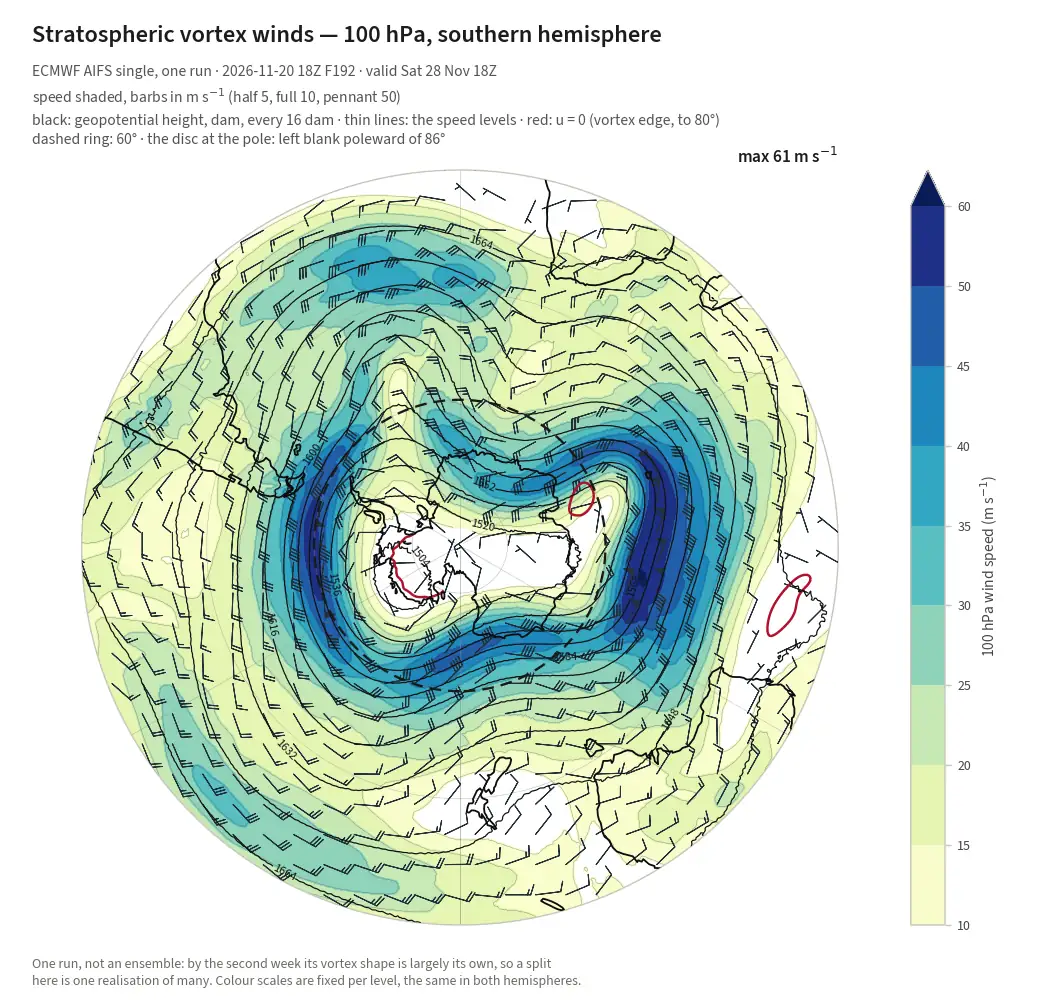 Stratospheric vortex winds — 100 hPa, southern hemisphere
ECMWF AIFS single, one run · 2026-11-20 18Z F192 · valid Sat 28 Nov 18Z
speed shaded, barbs in m s⁻¹ (half 5, full 10, pennant 50)
black: geopotential height, dam, every 16 dam · thin lines: the speed levels · red: u = 0 (vortex edge, to 80°)
dashed ring: 60° · the disc at the pole: left blank poleward of 86°
max 61 m s⁻¹
1664
1600
1520
1504
1536
1632
1648
1664
60
50
45
40
35
30
25
20
15
10
100 hPa wind speed (m s⁻¹)
One run, not an ensemble: by the second week its vortex shape is largely its own, so a split
here is one realisation of many. Colour scales are fixed per level, the same in both hemispheres.